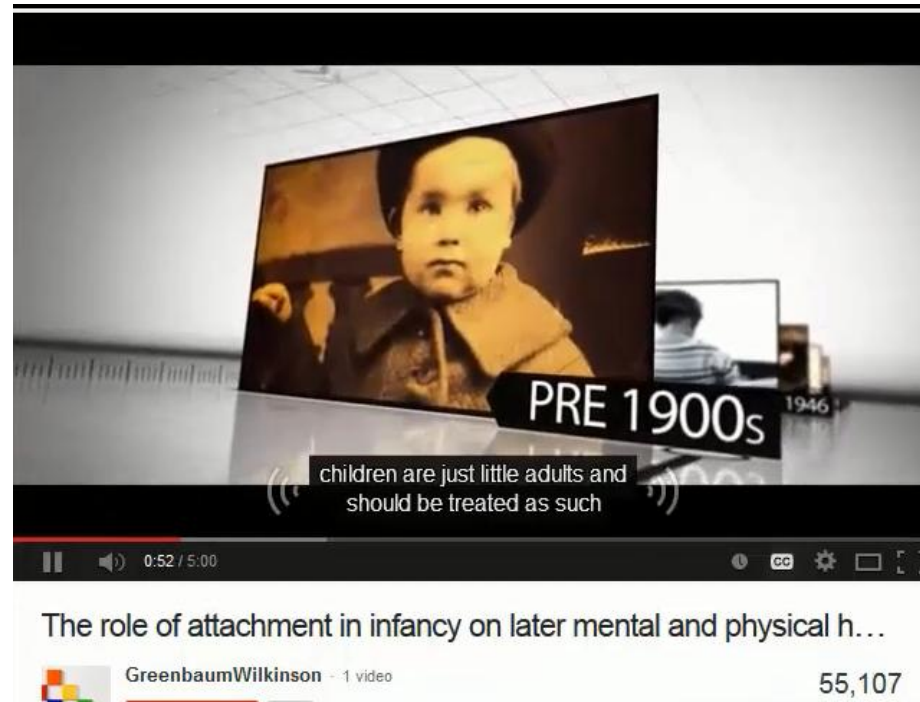 PRE 1900s
1946
children are just little adults and
should be treated as such
0:52 / 5:00
CC
The role of attachment in infancy on later mental and physical h...
GreenbaumWilkinson · 1 video
55,107